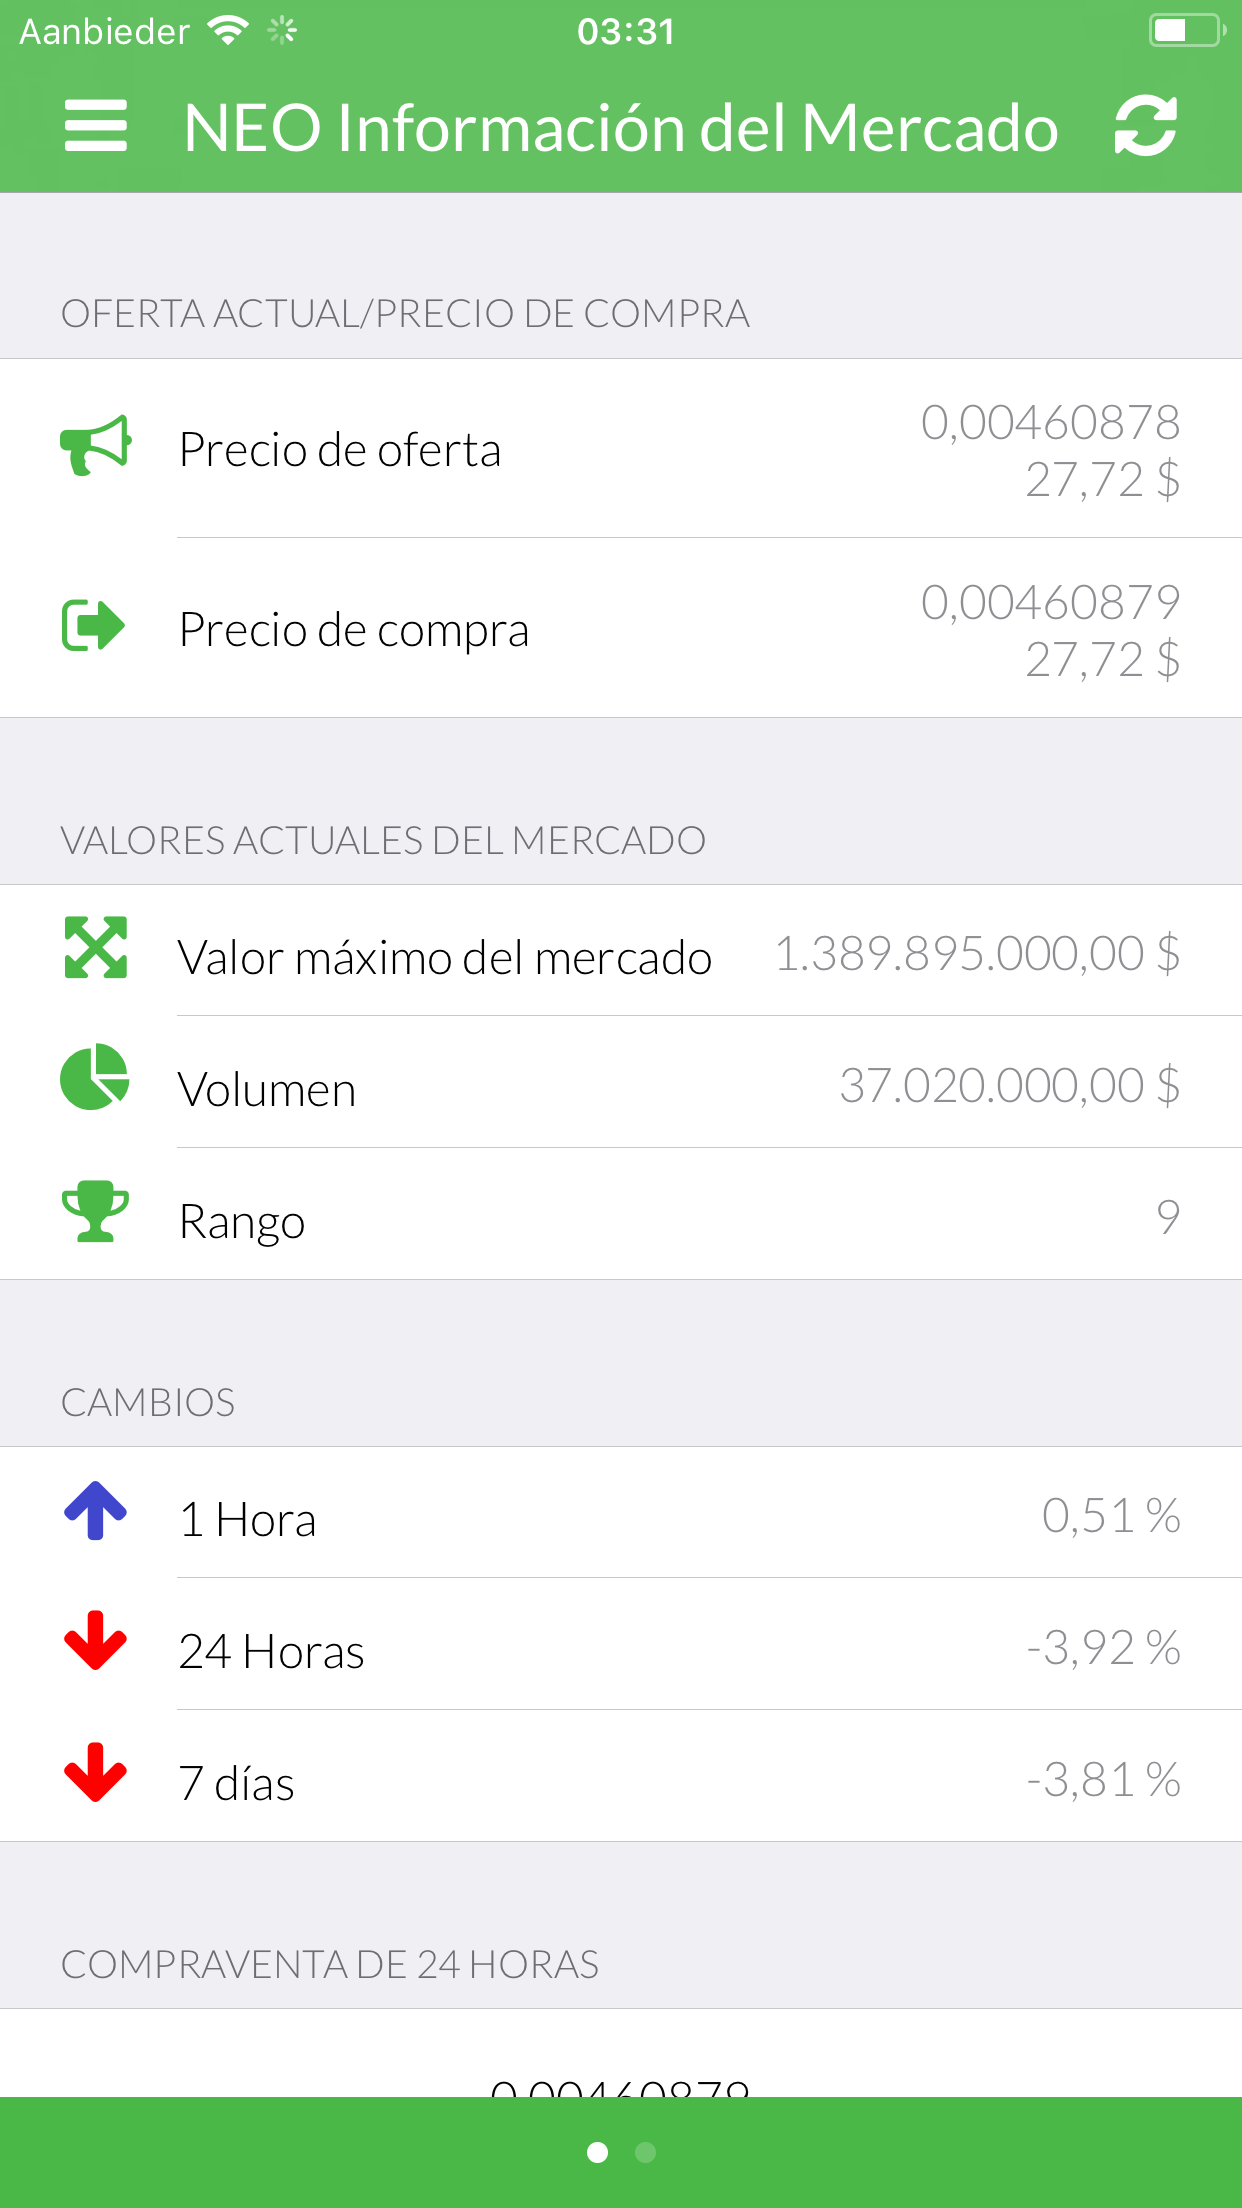 Aanbieder 03:31
NEO Información del Mercado
OFERTA ACTUAL/PRECIO DE COMPRA
Precio de oferta
0,00460878
27,72 $
Precio de compra
0,00460879
27,72 $
VALORES ACTUALES DEL MERCADO
Valor máximo del mercado 1.389.895.000,00 $
Volumen 37.020.000,00 $
Rango 9
CAMBIOS
1 Hora 0,51 %
24 Horas -3,92 %
7 días -3,81 %
COMPRAVENTA DE 24 HORAS